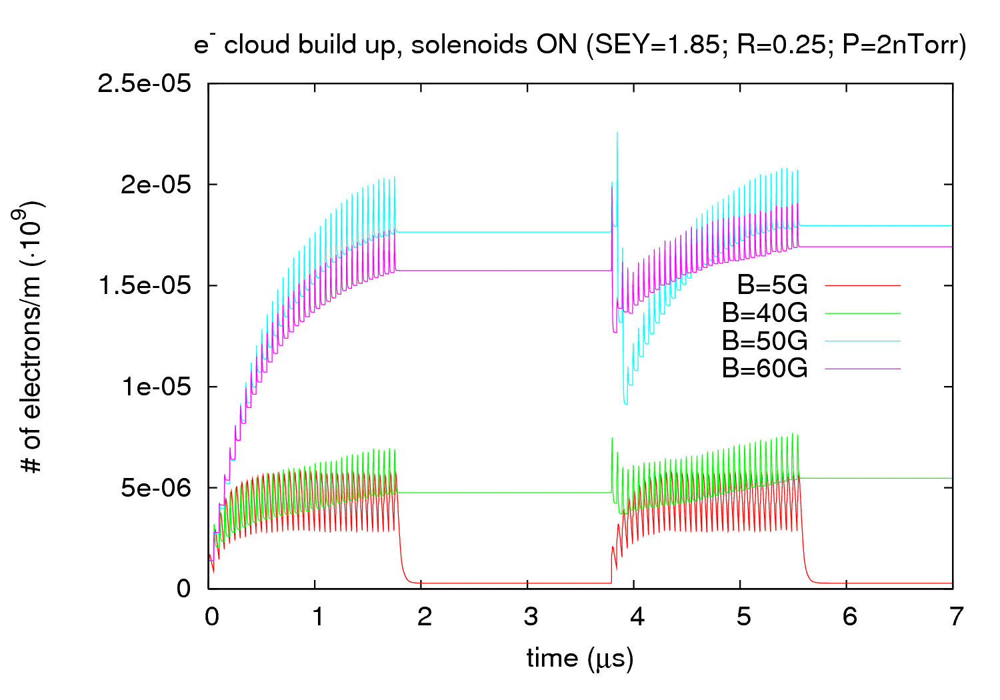 e⁻ cloud build up, solenoids ON (SEY=1.85; R=0.25; P=2nTorr)
2.5e-05
2e-05
1.5e-05
1e-05
5e-06
0
# of electrons/m (·10⁹)
B=5G
B=40G
B=50G
B=60G
0 1 2 3 4 5 6 7
time (μs)